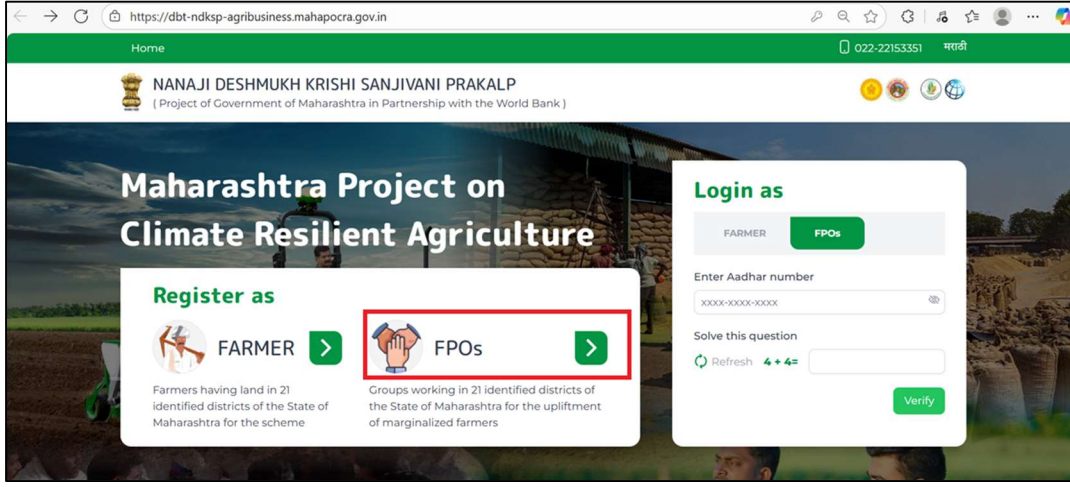 https://dbt-ndksp-agribusiness.mahapocra.gov.in
Home
022-22153351 मराठी
NANAJI DESHMUKH KRISHI SANJIVANI PRAKALP
( Project of Government of Maharashtra in Partnership with the World Bank )
Maharashtra Project on
Climate Resilient Agriculture
Register as
FARMER
Farmers having land in 21
identified districts of the State of
Maharashtra for the scheme
FPOs
Groups working in 21 identified districts of
the State of Maharashtra for the upliftment
of marginalized farmers
Login as
FARMER FPOs
Enter Aadhar number
xxxx-xxxx-xxxx
Solve this question
Refresh 4 + 4=
Verify